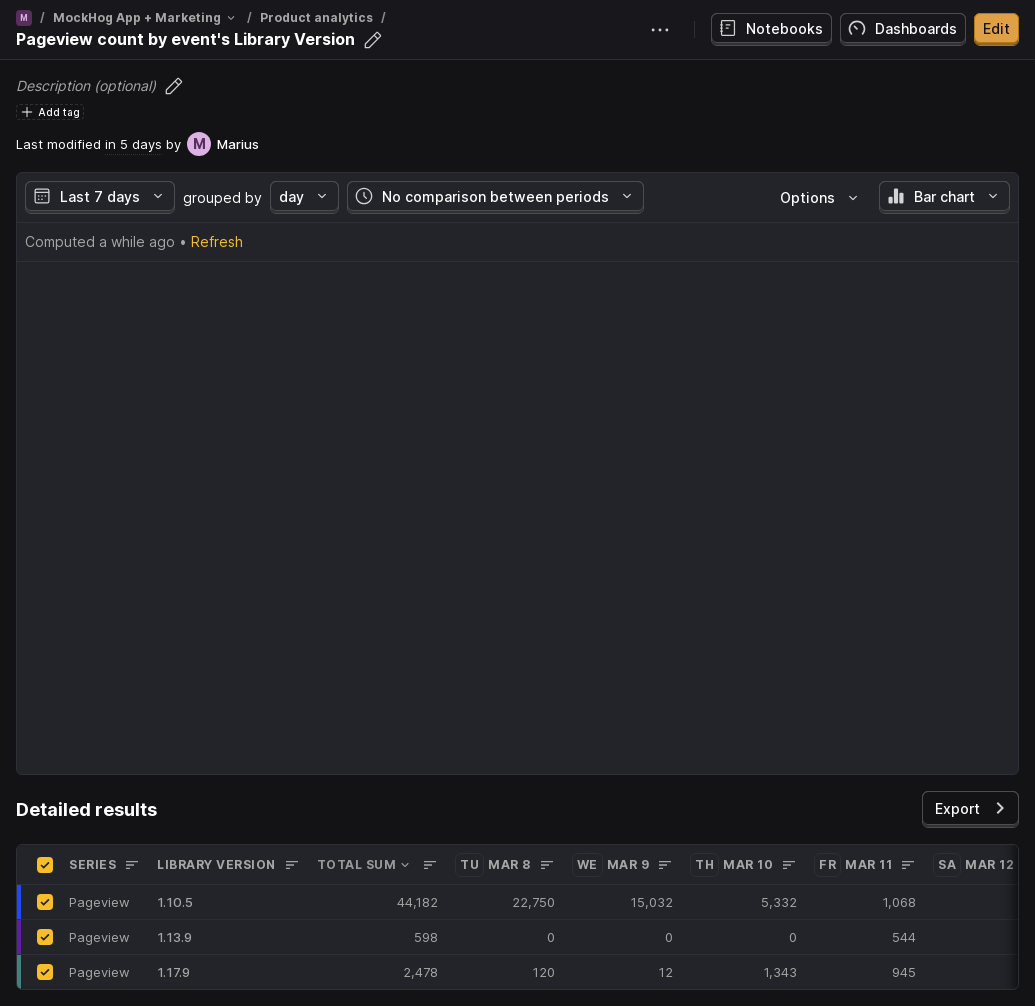 M / MockHog App + Marketing / Product analytics /
Pageview count by event's Library Version
Notebooks Dashboards Edit
Description (optional)
Add tag
Last modified in 5 days by M Marius
Last 7 days grouped by day No comparison between periods Options Bar chart
Computed a while ago • Refresh
Detailed results Export
SERIES LIBRARY VERSION TOTAL SUM TU MAR 8 WE MAR 9 TH MAR 10 FR MAR 11 SA MAR 12
Pageview 1.10.5 44,182 22,750 15,032 5,332 1,068
Pageview 1.13.9 598 0 0 0 544
Pageview 1.17.9 2,478 120 12 1,343 945